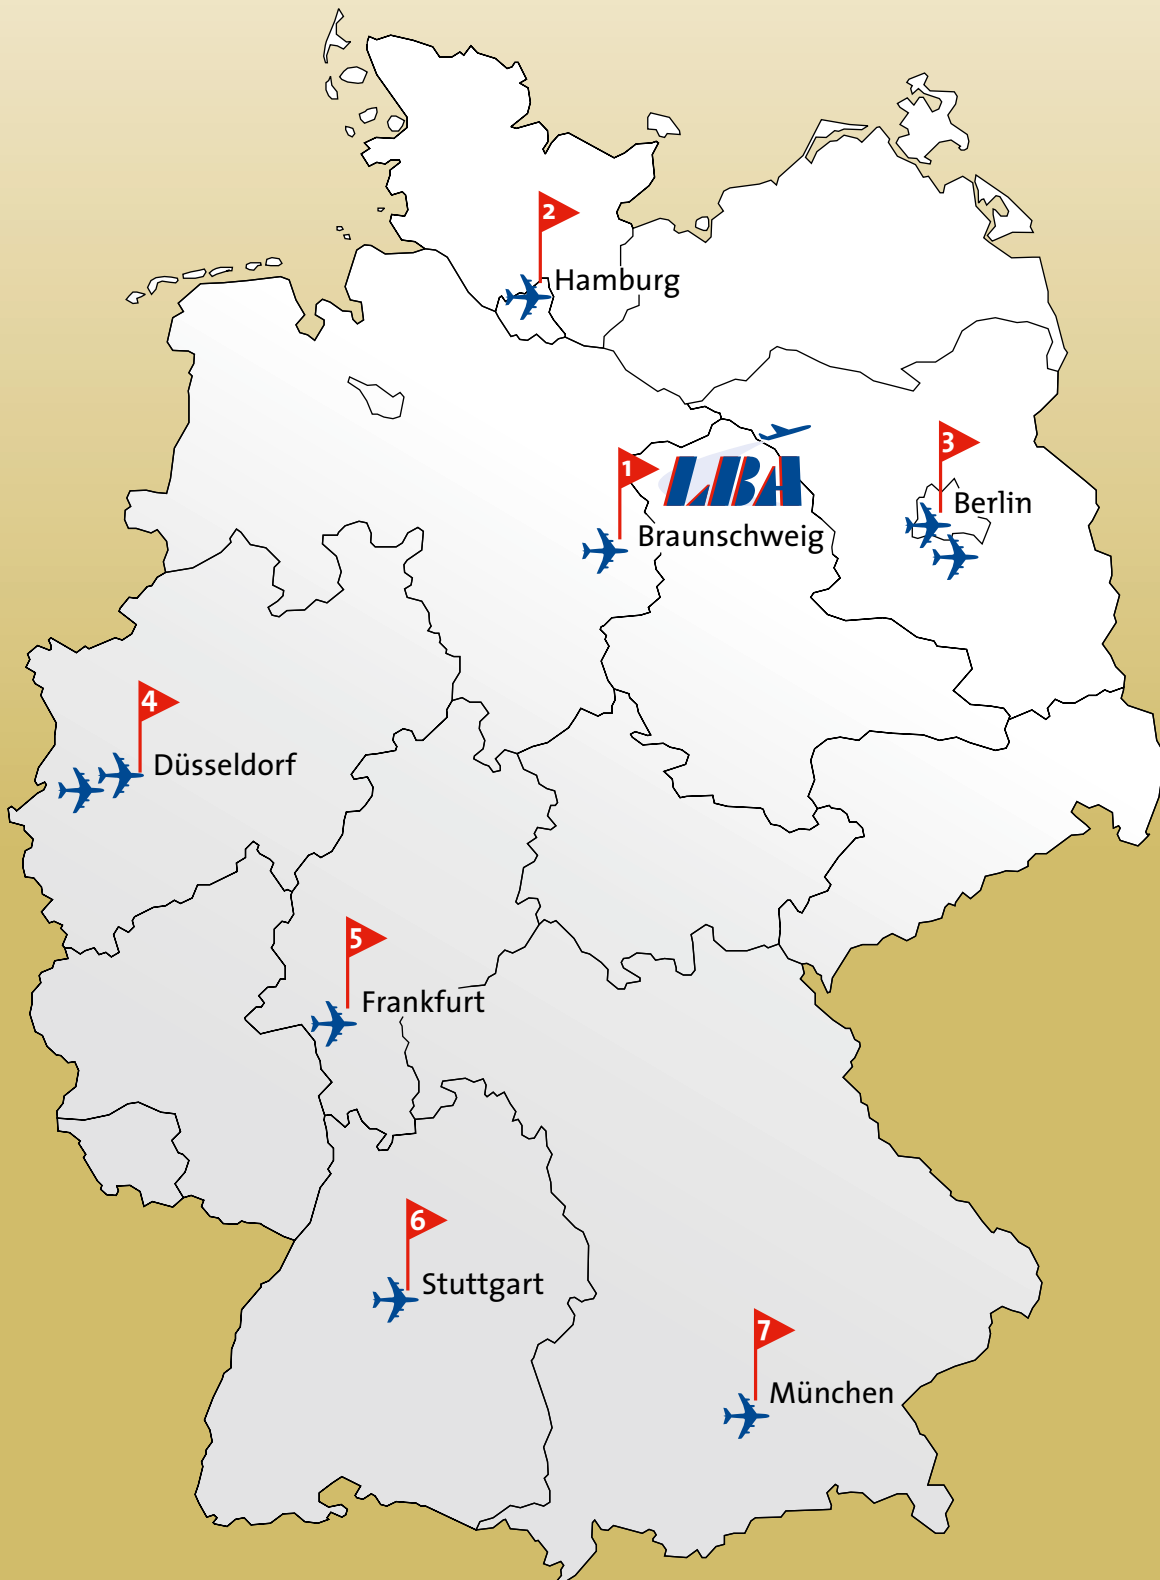 2
Hamburg
1
LBA
Braunschweig
3
Berlin
4
Düsseldorf
5
Frankfurt
6
Stuttgart
7
München